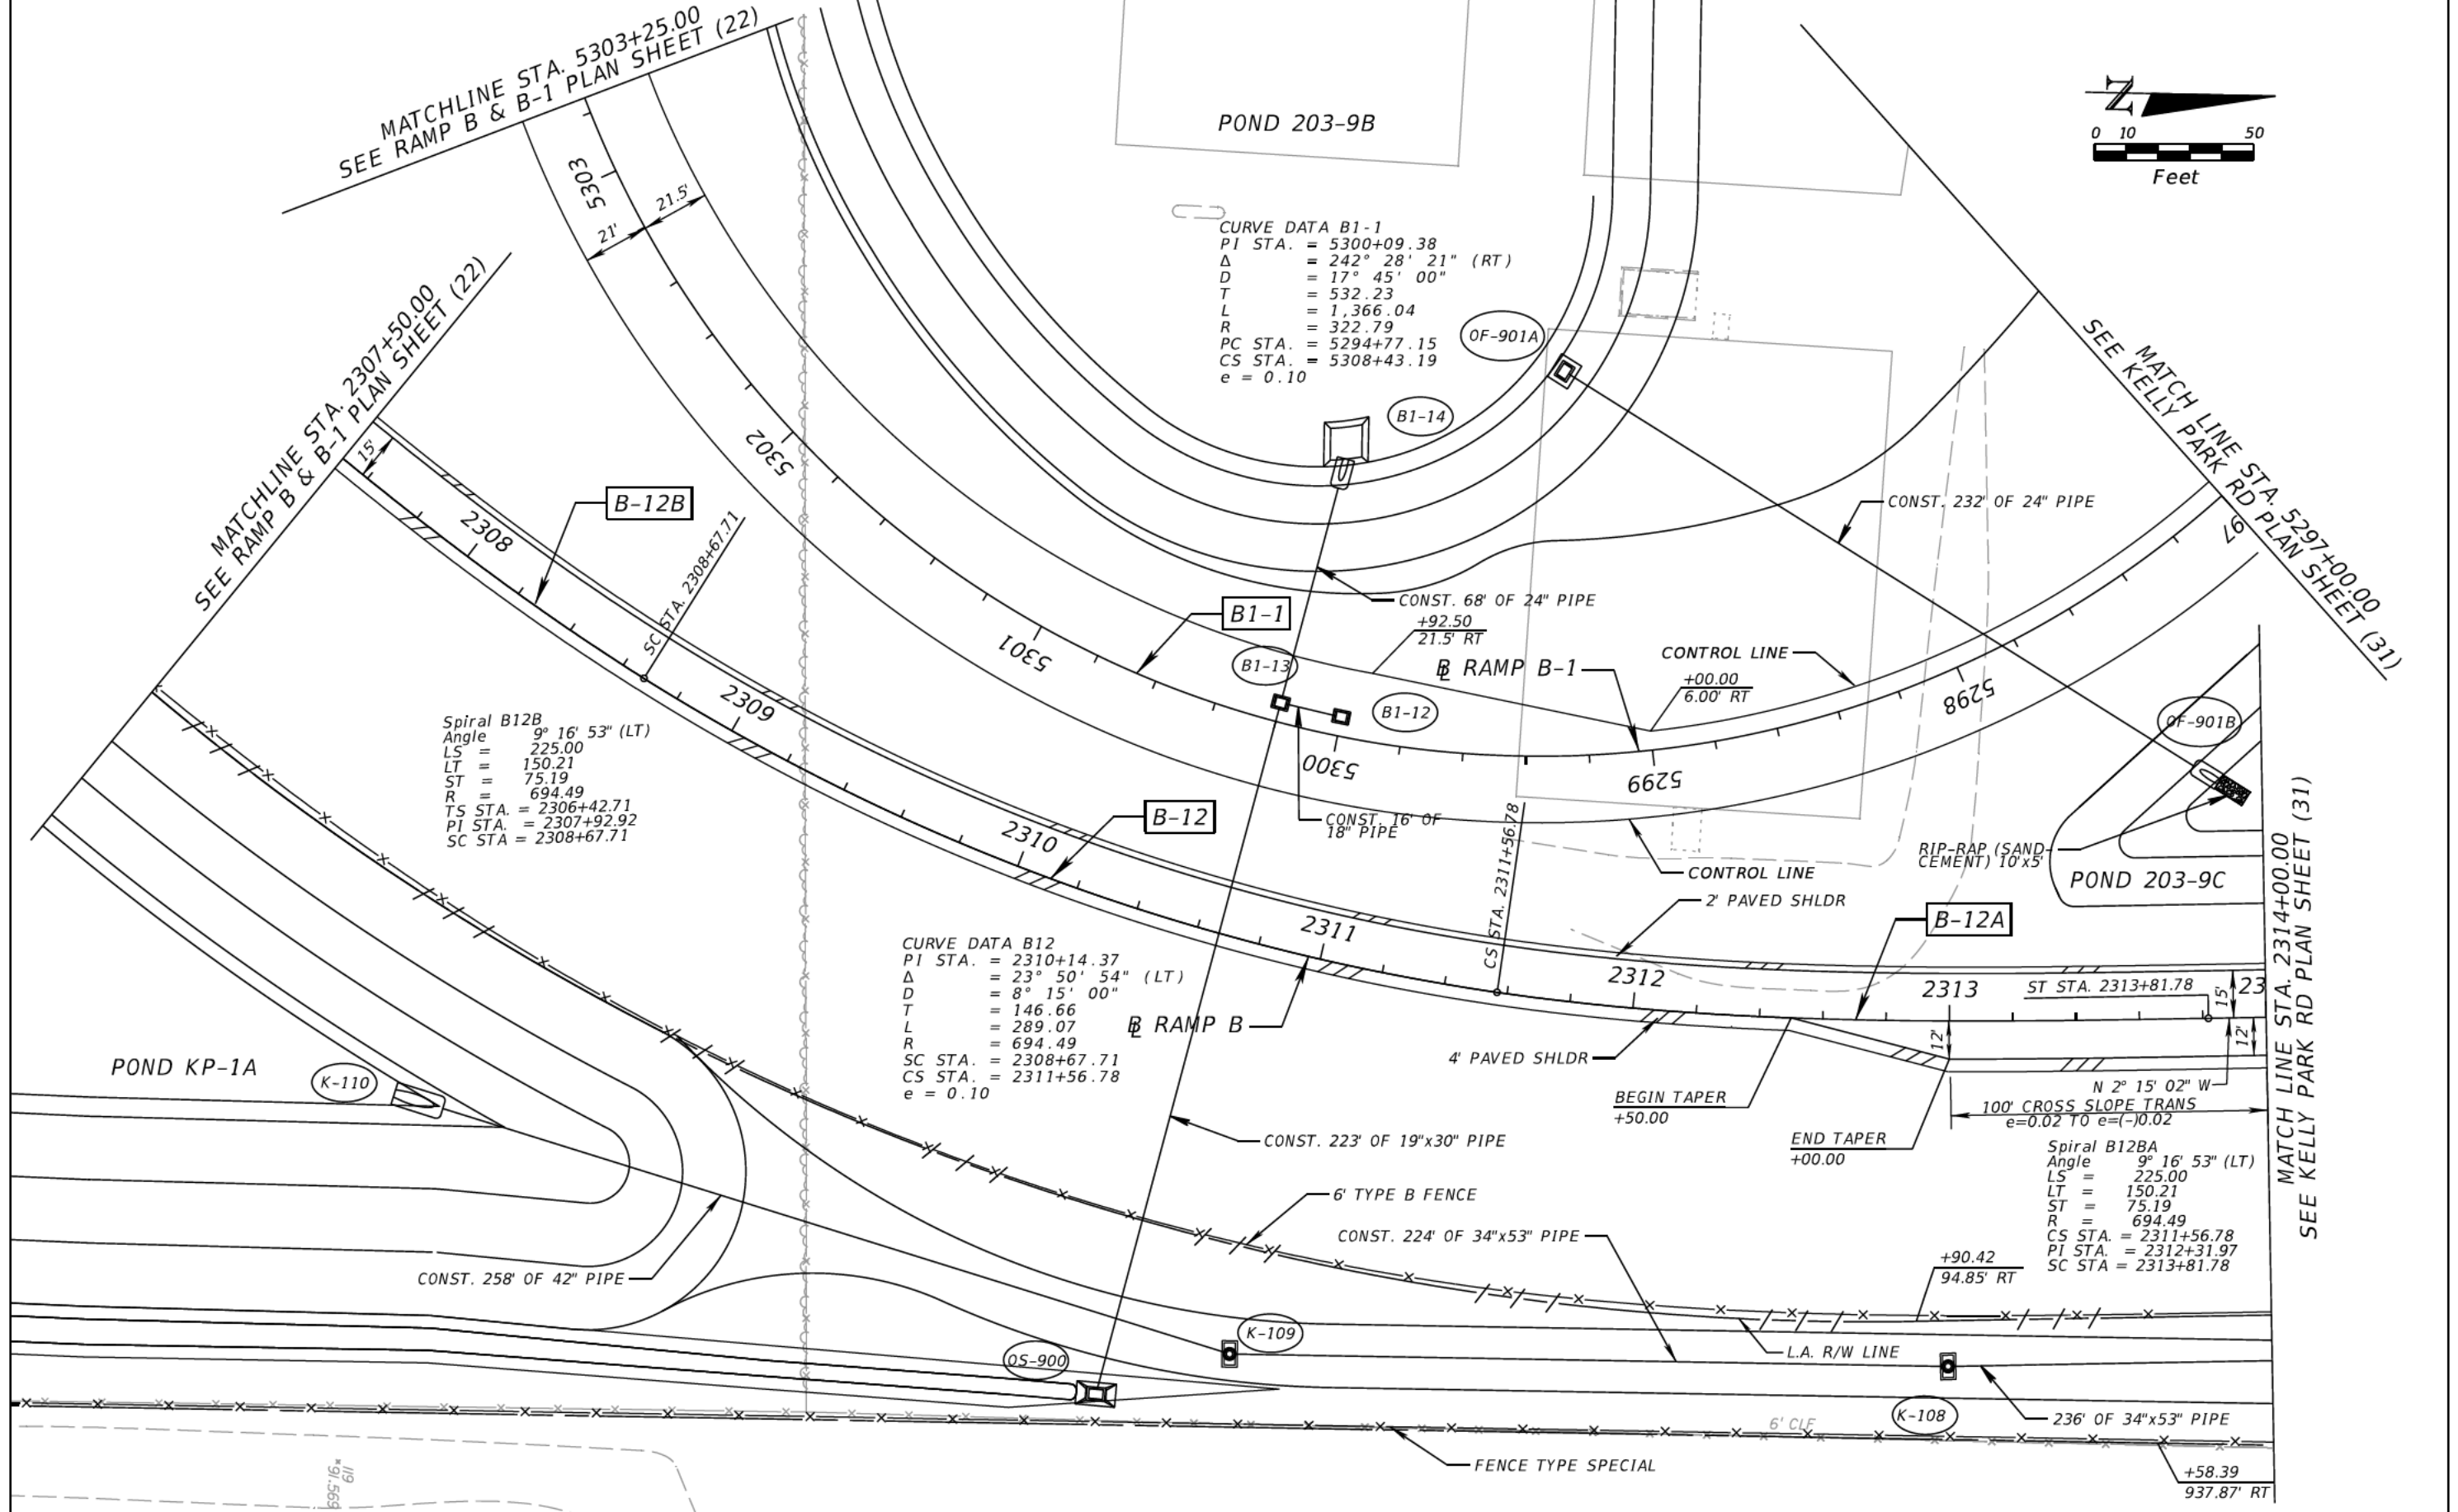 MATCHLINE STA. 5303+25.00
SEE RAMP B & B-1 PLAN SHEET (22)
N
0 10 50
Feet
POND 203-9B
5303
21'
21.5'
CURVE DATA B1-1
PI STA. = 5300+09.38
Δ = 242° 28' 21" (RT)
D = 17° 45' 00"
T = 532.23
L = 1,366.04
R = 322.79
PC STA. = 5294+77.15
CS STA. = 5308+43.19
e = 0.10
OF-901A
B1-14
MATCHLINE STA. 2307+50.00
SEE RAMP B & B-1 PLAN SHEET (22)
15'
MATCH LINE STA. 5297+00.00
SEE KELLY PARK RD PLAN SHEET (31)
97
5302
2308
B-12B
SC STA. 2308+67.71
CONST. 232' OF 24" PIPE
CONST. 68' OF 24" PIPE
+92.50
21.5' RT
B1-1
5301
B1-13
B1-12
BL RAMP B-1
CONTROL LINE
+00.00
6.00' RT
5298
2309
5300
5299
OF-901B
Spiral B12B
Angle 9° 16' 53" (LT)
LS = 225.00
LT = 150.21
ST = 75.19
R = 694.49
TS STA. = 2306+42.71
PI STA. = 2307+92.92
SC STA = 2308+67.71
B-12
2310
CONST. 16' OF
18" PIPE
CS STA. 2311+56.78
CONTROL LINE
2' PAVED SHLDR
RIP-RAP (SAND-
CEMENT) 10'x5'
POND 203-9C
B-12A
2311
2312
2313
ST STA. 2313+81.78
15'
23
CURVE DATA B12
PI STA. = 2310+14.37
Δ = 23° 50' 54" (LT)
D = 8° 15' 00"
T = 146.66
L = 289.07
R = 694.49
SC STA. = 2308+67.71
CS STA. = 2311+56.78
e = 0.10
BL RAMP B
4' PAVED SHLDR
12'
12'
BEGIN TAPER
+50.00
END TAPER
+00.00
N 2° 15' 02" W
100' CROSS SLOPE TRANS
e=0.02 TO e=(-)0.02
MATCH LINE STA. 2314+00.00
SEE KELLY PARK RD PLAN SHEET (31)
POND KP-1A
K-110
CONST. 223' OF 19"x30" PIPE
Spiral B12BA
Angle 9° 16' 53" (LT)
LS = 225.00
LT = 150.21
ST = 75.19
R = 694.49
CS STA. = 2311+56.78
PI STA. = 2312+31.97
SC STA = 2313+81.78
6' TYPE B FENCE
CONST. 224' OF 34"x53" PIPE
+90.42
94.85' RT
CONST. 258' OF 42" PIPE
K-109
OS-900
L.A. R/W LINE
K-108
236' OF 34"x53" PIPE
6' CLF
FENCE TYPE SPECIAL
+58.39
937.87' RT
119
*91.569